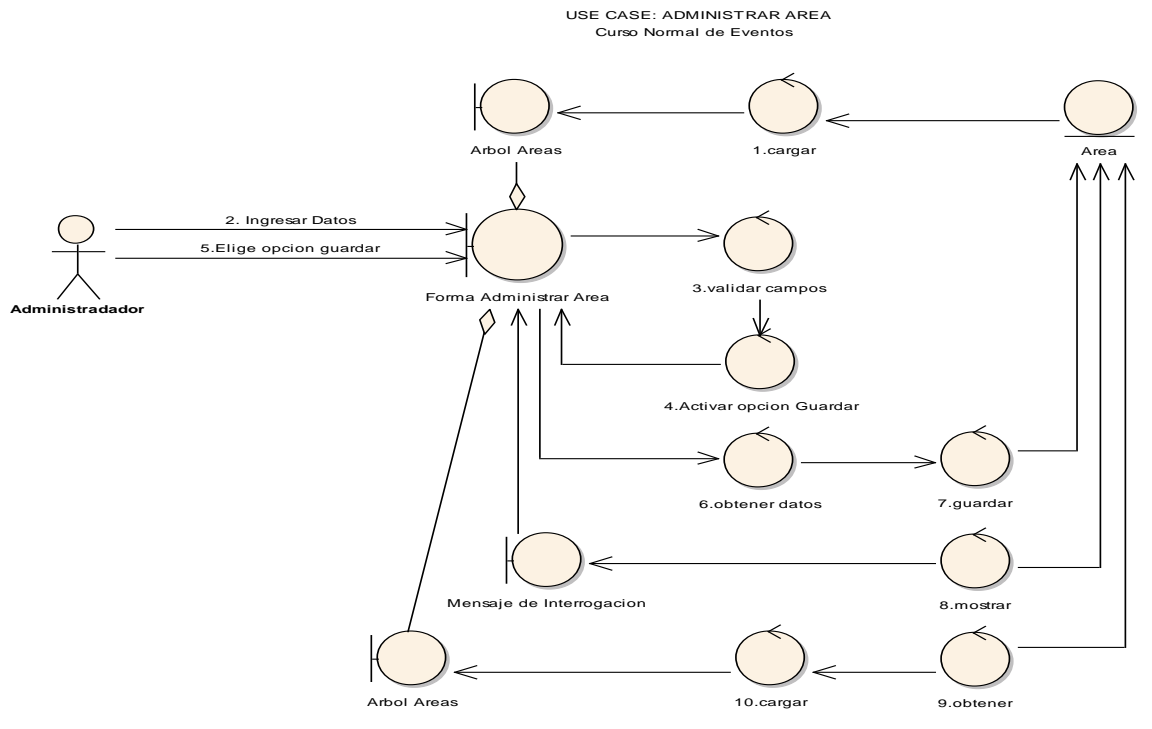 USE CASE: ADMINISTRAR AREA
Curso Normal de Eventos
Arbol Areas
1.cargar
Area
2. Ingresar Datos
5.Elige opcion guardar
Administradador
Forma Administrar Area
3.validar campos
4.Activar opcion Guardar
6.obtener datos
7.guardar
Mensaje de Interrogacion
8.mostrar
Arbol Areas
10.cargar
9.obtener